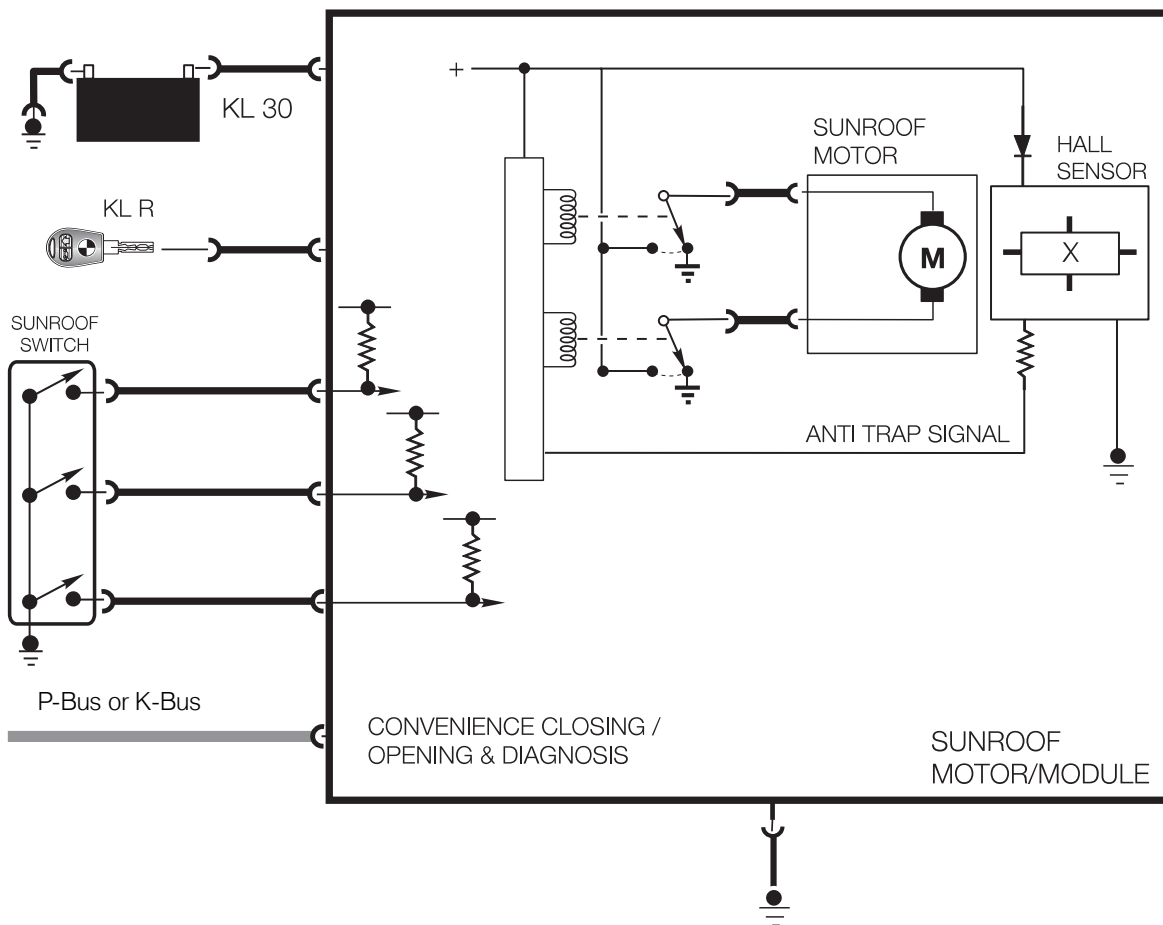 KL 30
+
SUNROOF
MOTOR
HALL
SENSOR
KL R
X
M
SUNROOF
SWITCH
ANTI TRAP SIGNAL
P-Bus or K-Bus
CONVENIENCE CLOSING /
OPENING & DIAGNOSIS
SUNROOF
MOTOR/MODULE